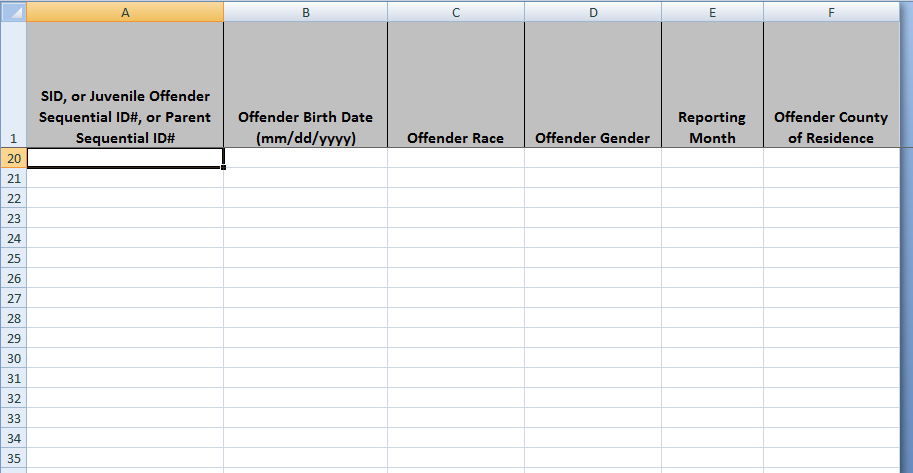 A B C D E F
1
SID, or Juvenile Offender
Sequential ID#, or Parent
Sequential ID#
Offender Birth Date
(mm/dd/yyyy)
Offender Race
Offender Gender
Reporting
Month
Offender County
of Residence
20
21
22
23
24
25
26
27
28
29
30
31
32
33
34
35